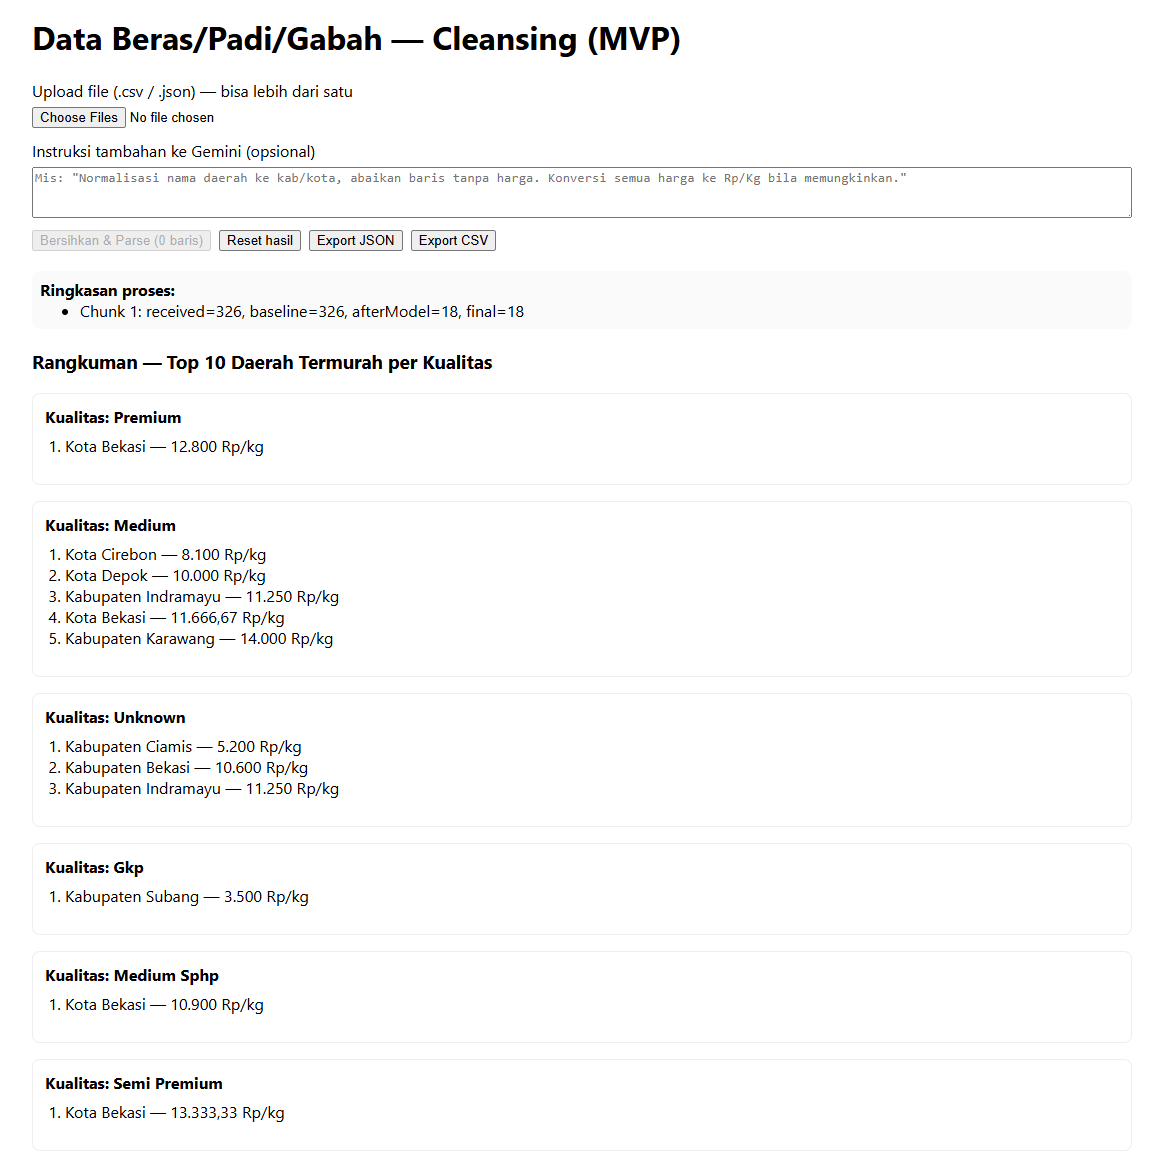 Data Beras/Padi/Gabah — Cleansing (MVP)
Upload file (.csv / .json) — bisa lebih dari satu
Choose Files No file chosen
Instruksi tambahan ke Gemini (opsional)
Mis: "Normalisasi nama daerah ke kab/kota, abaikan baris tanpa harga. Konversi semua harga ke Rp/Kg bila memungkinkan."
Bersihkan & Parse (0 baris) Reset hasil Export JSON Export CSV
Ringkasan proses:
• Chunk 1: received=326, baseline=326, afterModel=18, final=18
Rangkuman — Top 10 Daerah Termurah per Kualitas
Kualitas: Premium
1. Kota Bekasi — 12.800 Rp/kg
Kualitas: Medium
1. Kota Cirebon — 8.100 Rp/kg
2. Kota Depok — 10.000 Rp/kg
3. Kabupaten Indramayu — 11.250 Rp/kg
4. Kota Bekasi — 11.666,67 Rp/kg
5. Kabupaten Karawang — 14.000 Rp/kg
Kualitas: Unknown
1. Kabupaten Ciamis — 5.200 Rp/kg
2. Kabupaten Bekasi — 10.600 Rp/kg
3. Kabupaten Indramayu — 11.250 Rp/kg
Kualitas: Gkp
1. Kabupaten Subang — 3.500 Rp/kg
Kualitas: Medium Sphp
1. Kota Bekasi — 10.900 Rp/kg
Kualitas: Semi Premium
1. Kota Bekasi — 13.333,33 Rp/kg